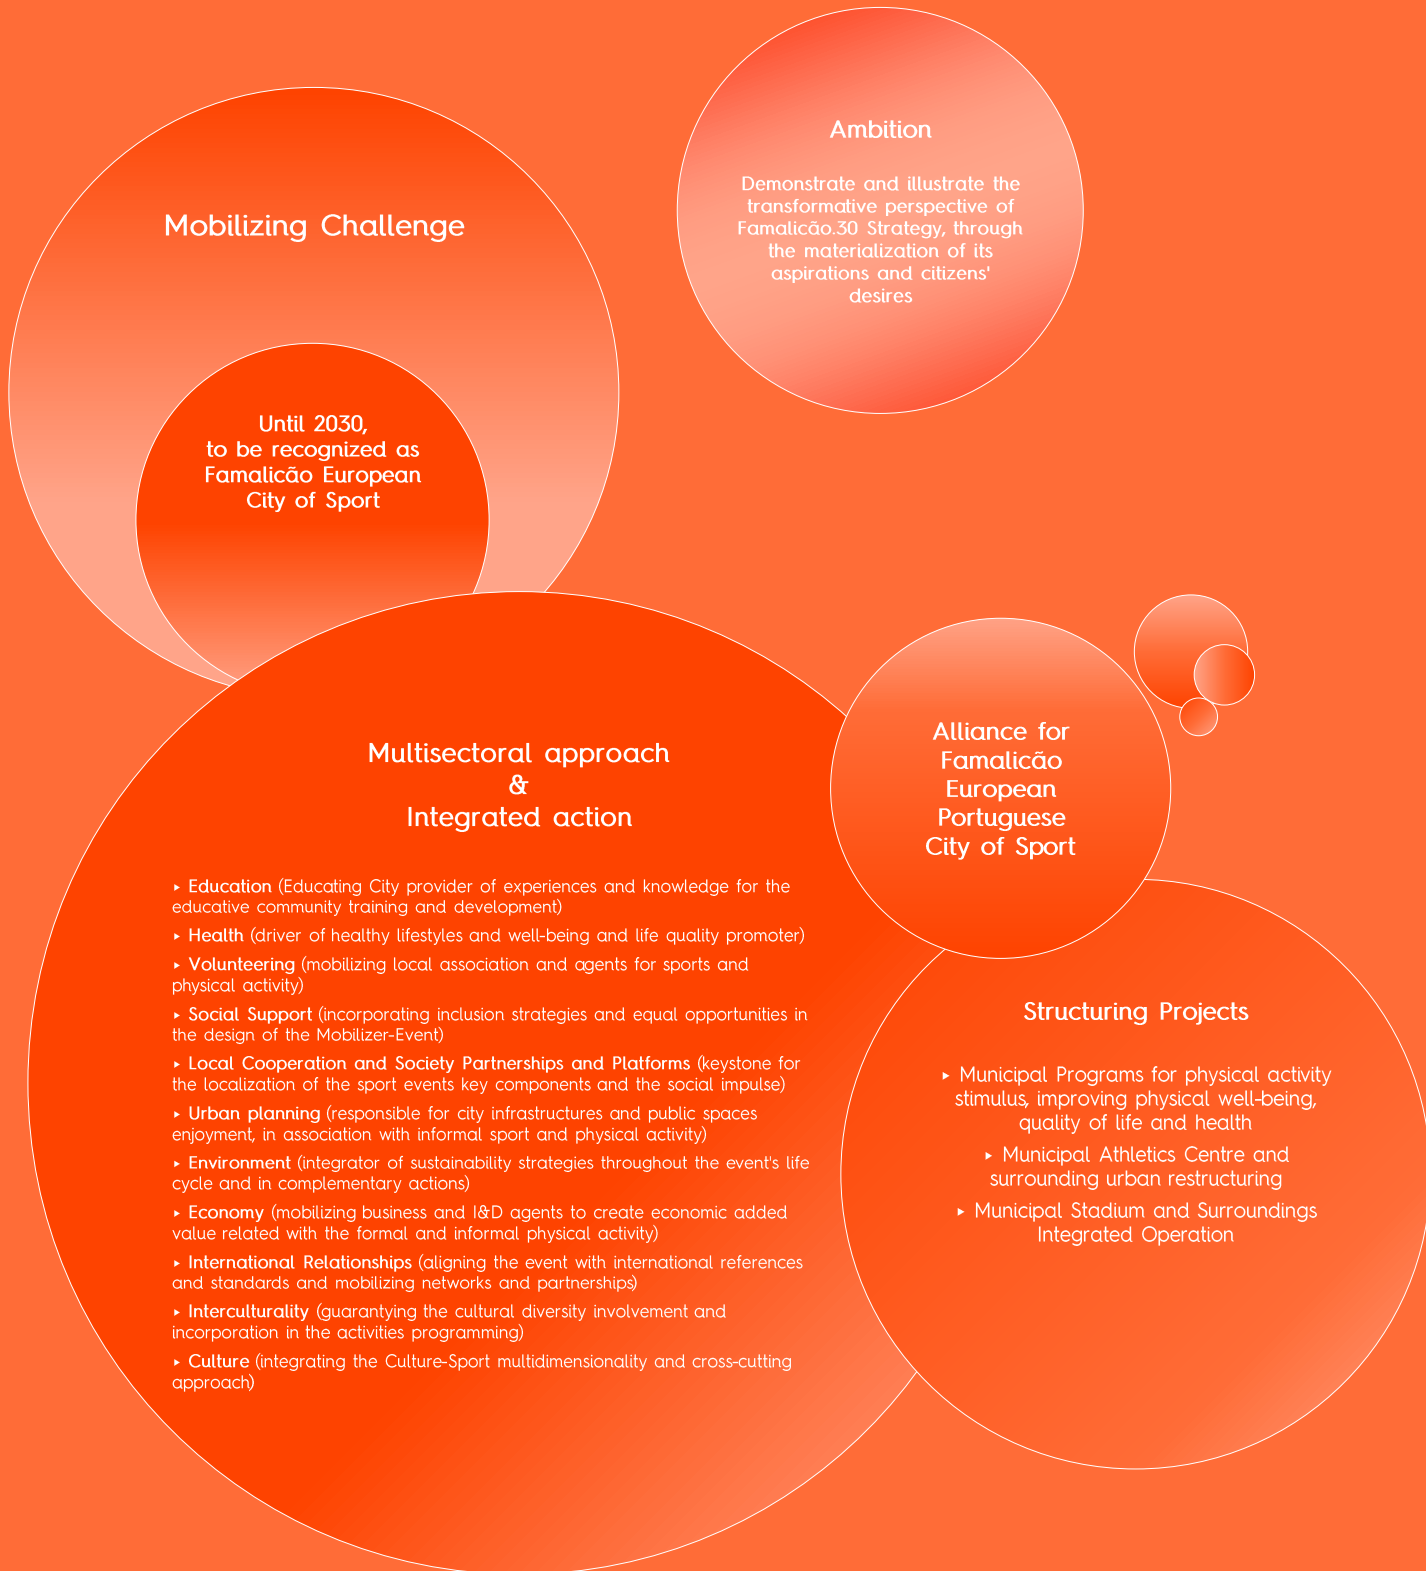 Mobilizing Challenge
Until 2030,
to be recognized as
Famalicão European
City of Sport
Ambition
Demonstrate and illustrate the
transformative perspective of
Famalicão.30 Strategy, through
the materialization of its
aspirations and citizens'
desires
Multisectoral approach
&
Integrated action
▸ Education (Educating City provider of experiences and knowledge for the
educative community training and development)
▸ Health (driver of healthy lifestyles and well-being and life quality promoter)
▸ Volunteering (mobilizing local association and agents for sports and
physical activity)
▸ Social Support (incorporating inclusion strategies and equal opportunities in
the design of the Mobilizer-Event)
▸ Local Cooperation and Society Partnerships and Platforms (keystone for
the localization of the sport events key components and the social impulse)
▸ Urban planning (responsible for city infrastructures and public spaces
enjoyment, in association with informal sport and physical activity)
▸ Environment (integrator of sustainability strategies throughout the event's life
cycle and in complementary actions)
▸ Economy (mobilizing business and I&D agents to create economic added
value related with the formal and informal physical activity)
▸ International Relationships (aligning the event with international references
and standards and mobilizing networks and partnerships)
▸ Interculturality (guarantying the cultural diversity involvement and
incorporation in the activities programming)
▸ Culture (integrating the Culture-Sport multidimensionality and cross-cutting
approach)
Alliance for
Famalicão
European
Portuguese
City of Sport
Structuring Projects
▸ Municipal Programs for physical activity
stimulus, improving physical well-being,
quality of life and health
▸ Municipal Athletics Centre and
surrounding urban restructuring
▸ Municipal Stadium and Surroundings
Integrated Operation